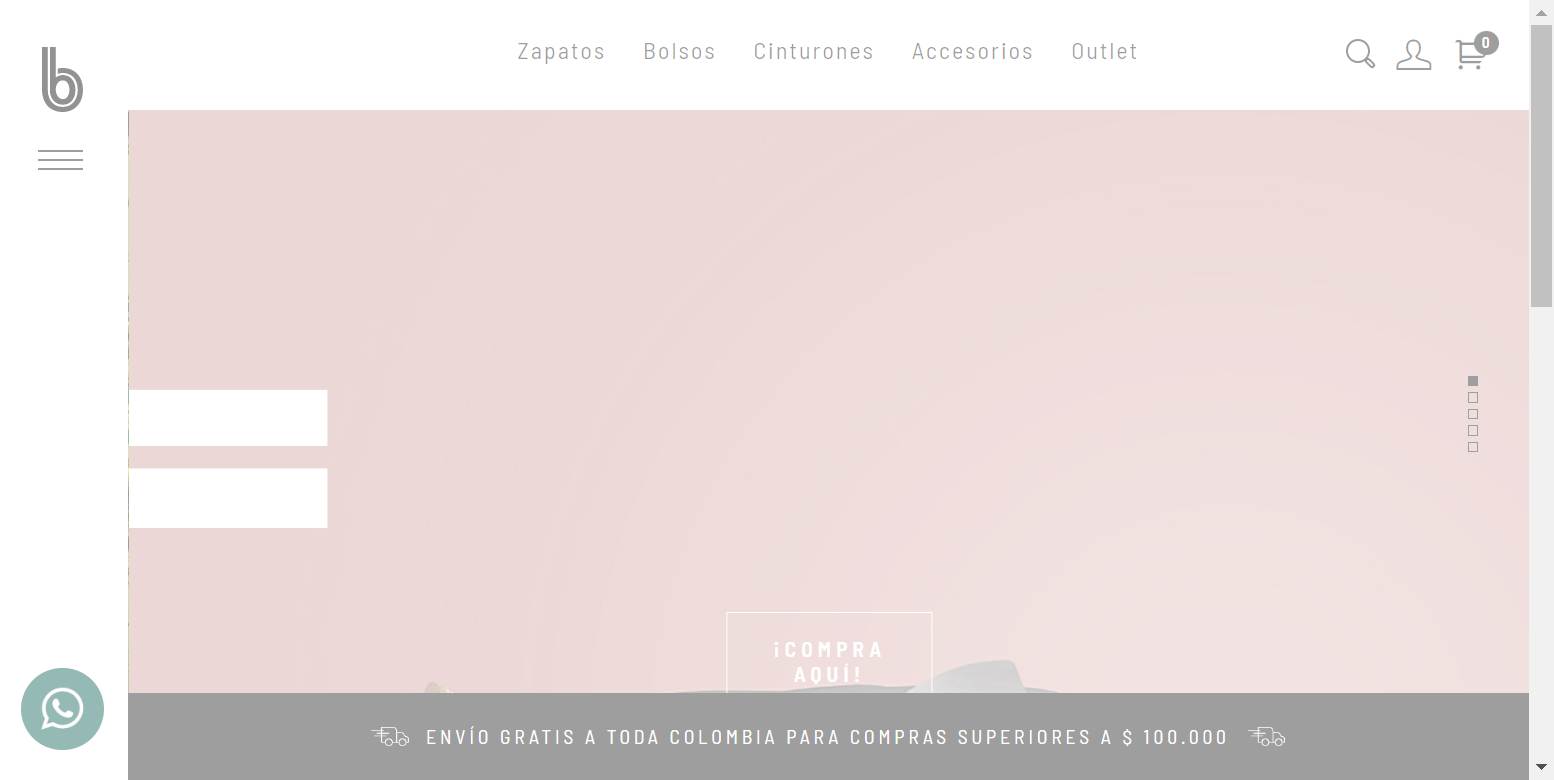 b
Zapatos Bolsos Cinturones Accesorios Outlet
0
¡COMPRA
AQUÍ!
ENVÍO GRATIS A TODA COLOMBIA PARA COMPRAS SUPERIORES A $ 100.000